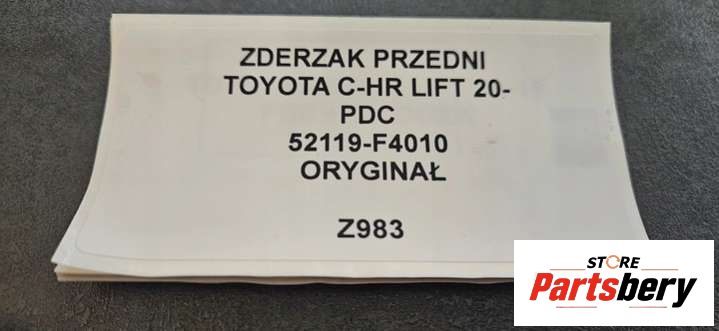 ZDERZAK PRZEDNI
TOYOTA C-HR LIFT 20-
PDC
52119-F4010
ORYGINAŁ
Z983
STORE
Partsbery